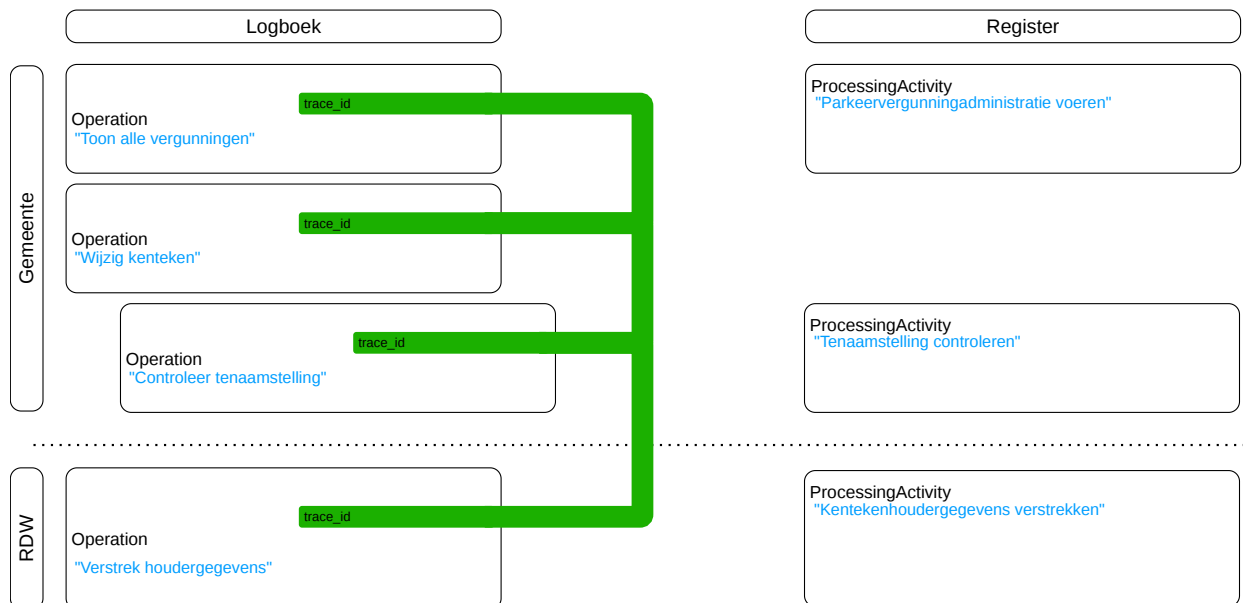 Logboek
Register
Gemeente
trace_id
Operation
"Toon alle vergunningen"
ProcessingActivity
"Parkeervergunningadministratie voeren"
trace_id
Operation
"Wijzig kenteken"
trace_id
Operation
"Controleer tenaamstelling"
ProcessingActivity
"Tenaamstelling controleren"
RDW
trace_id
Operation
"Verstrek houdergegevens"
ProcessingActivity
"Kentekenhoudergegevens verstrekken"